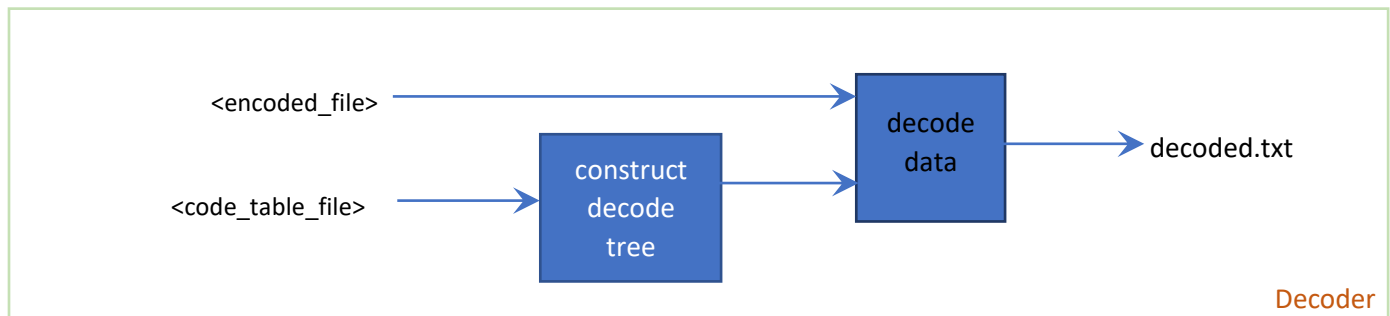 <encoded_file>
decode
data
decoded.txt
construct
decode
tree
<code_table_file>
Decoder